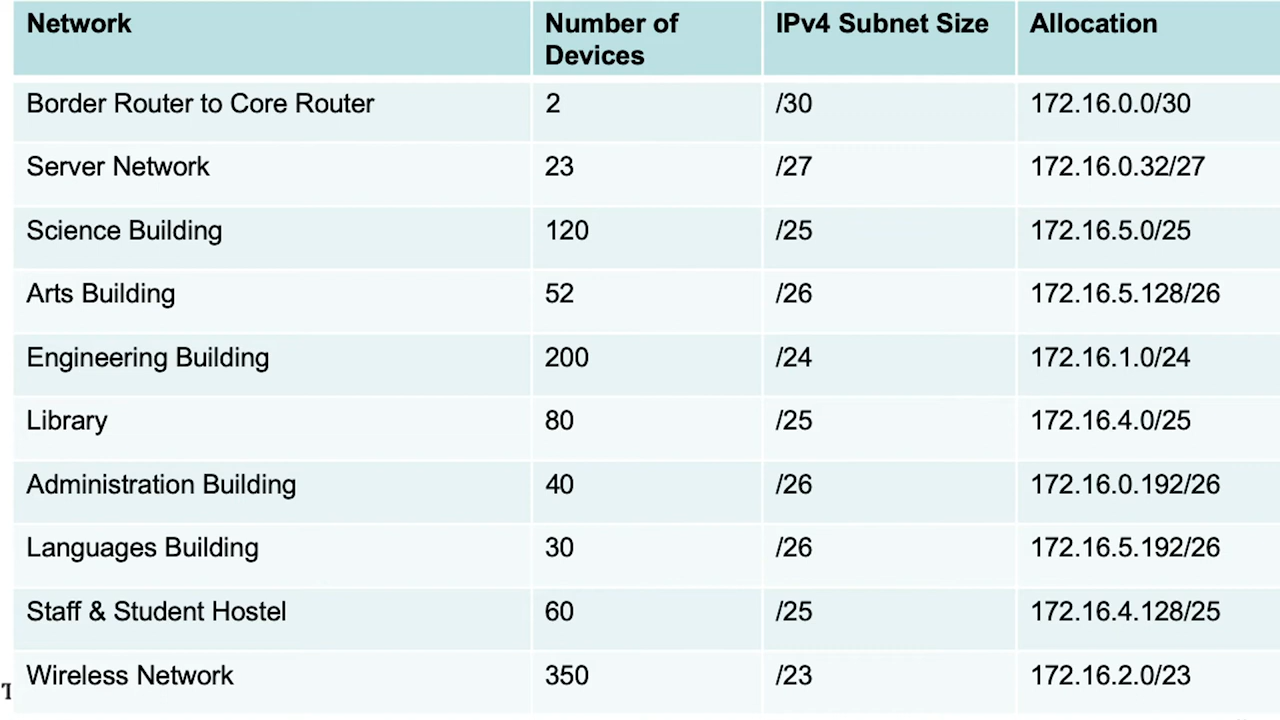 Network Number of Devices IPv4 Subnet Size Allocation
Border Router to Core Router 2 /30 172.16.0.0/30
Server Network 23 /27 172.16.0.32/27
Science Building 120 /25 172.16.5.0/25
Arts Building 52 /26 172.16.5.128/26
Engineering Building 200 /24 172.16.1.0/24
Library 80 /25 172.16.4.0/25
Administration Building 40 /26 172.16.0.192/26
Languages Building 30 /26 172.16.5.192/26
Staff & Student Hostel 60 /25 172.16.4.128/25
Wireless Network 350 /23 172.16.2.0/23